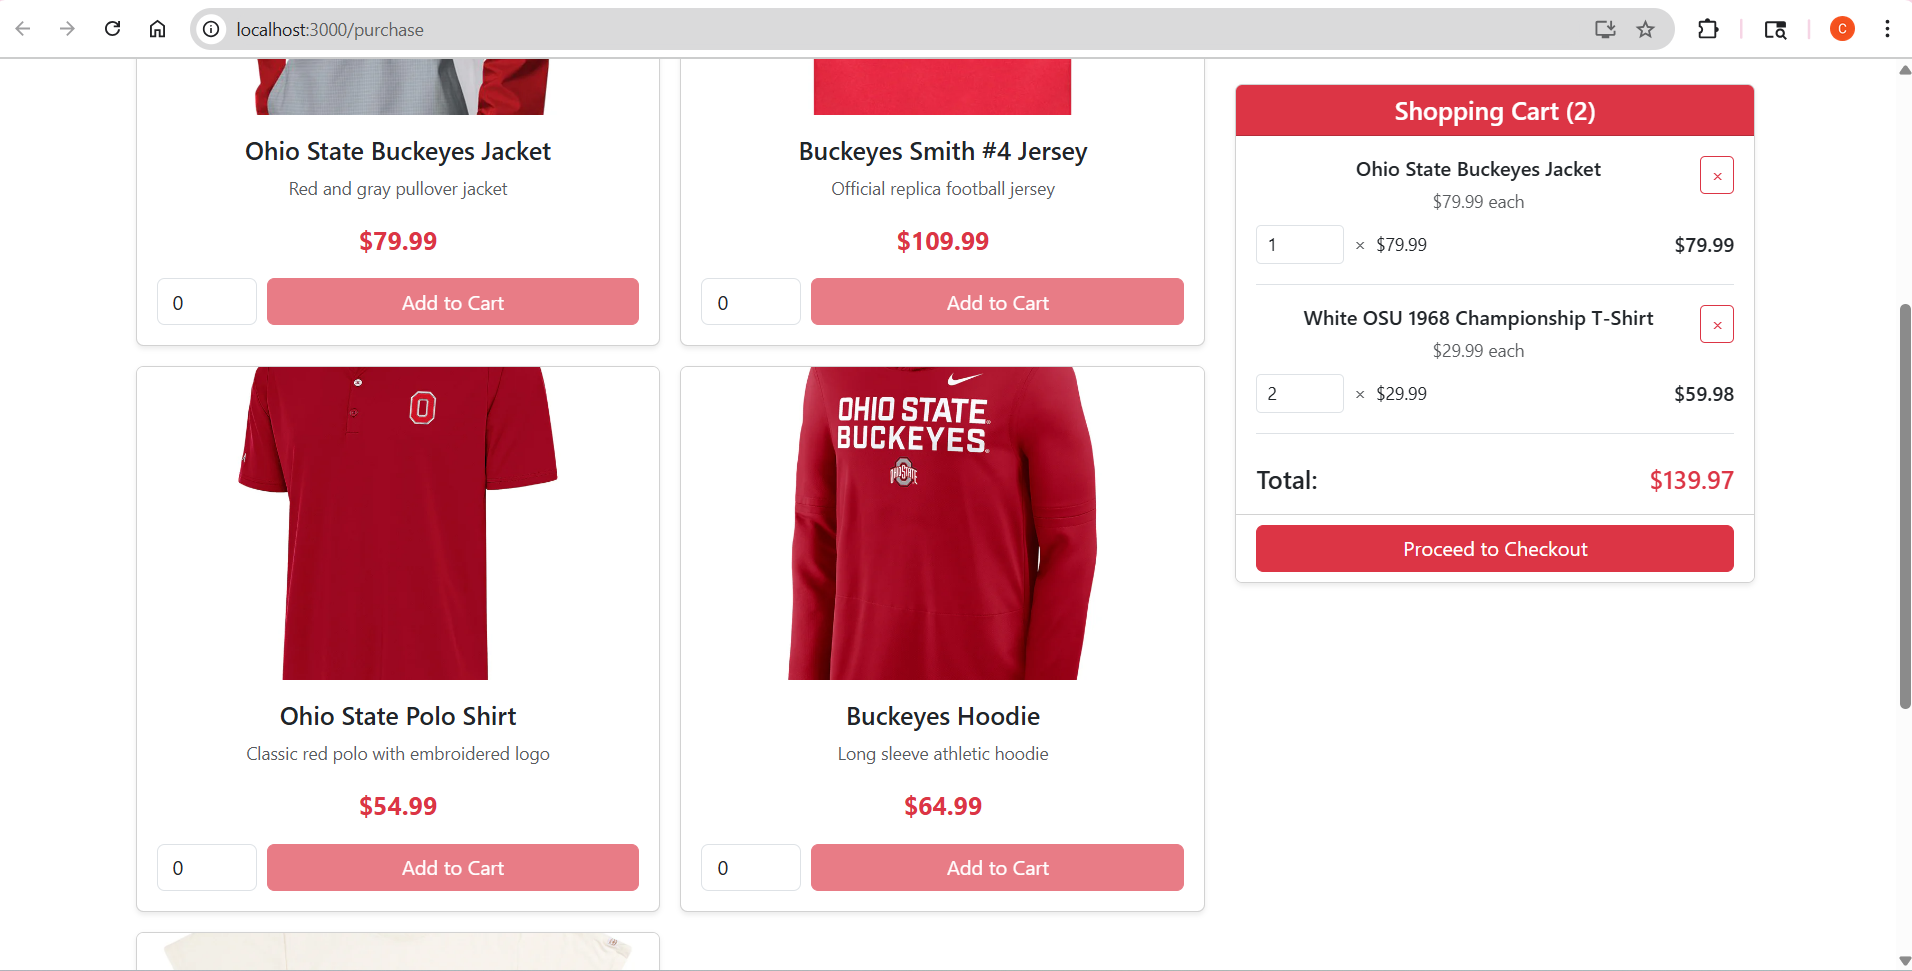 localhost:3000/purchase
C
Ohio State Buckeyes Jacket
Red and gray pullover jacket
$79.99
0
Add to Cart
Buckeyes Smith #4 Jersey
Official replica football jersey
$109.99
0
Add to Cart
OHIO STATE
BUCKEYES
OHIO STATE
Ohio State Polo Shirt
Classic red polo with embroidered logo
$54.99
0
Add to Cart
Buckeyes Hoodie
Long sleeve athletic hoodie
$64.99
0
Add to Cart
Shopping Cart (2)
Ohio State Buckeyes Jacket
×
$79.99 each
1 × $79.99 $79.99
White OSU 1968 Championship T-Shirt
×
$29.99 each
2 × $29.99 $59.98
Total: $139.97
Proceed to Checkout